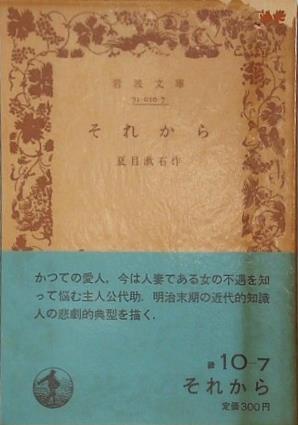 岩波文庫
31-010-7
それから
夏目漱石作
かつての愛人，今は人妻である女の不遇を知
って悩む主人公代助．明治末期の近代的知識
人の悲劇的典型を描く．
緑10-7
それから
定価300円